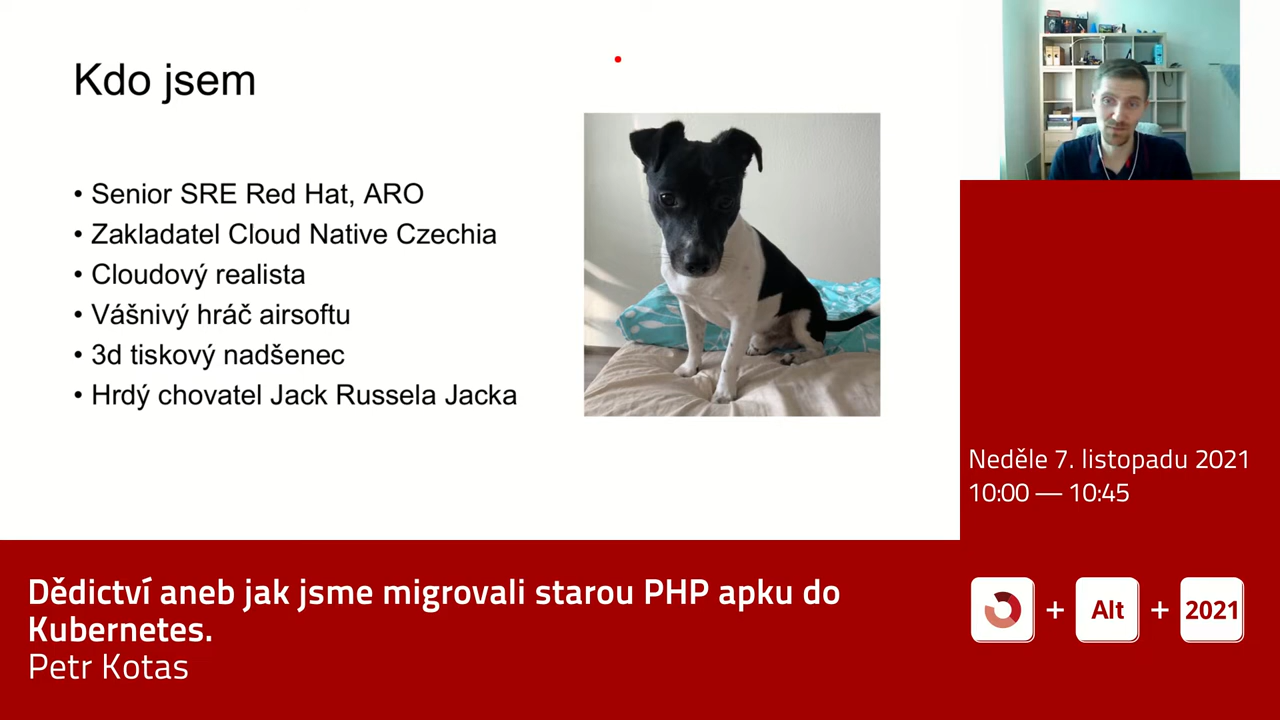 Kdo jsem
• Senior SRE Red Hat, ARO
• Zakladatel Cloud Native Czechia
• Cloudový realista
• Vášnivý hráč airsoftu
• 3d tiskový nadšenec
• Hrdý chovatel Jack Russela Jacka
Neděle 7. listopadu 2021
10:00 — 10:45
Dědictví aneb jak jsme migrovali starou PHP apku do
Kubernetes.
Petr Kotas
+ Alt + 2021